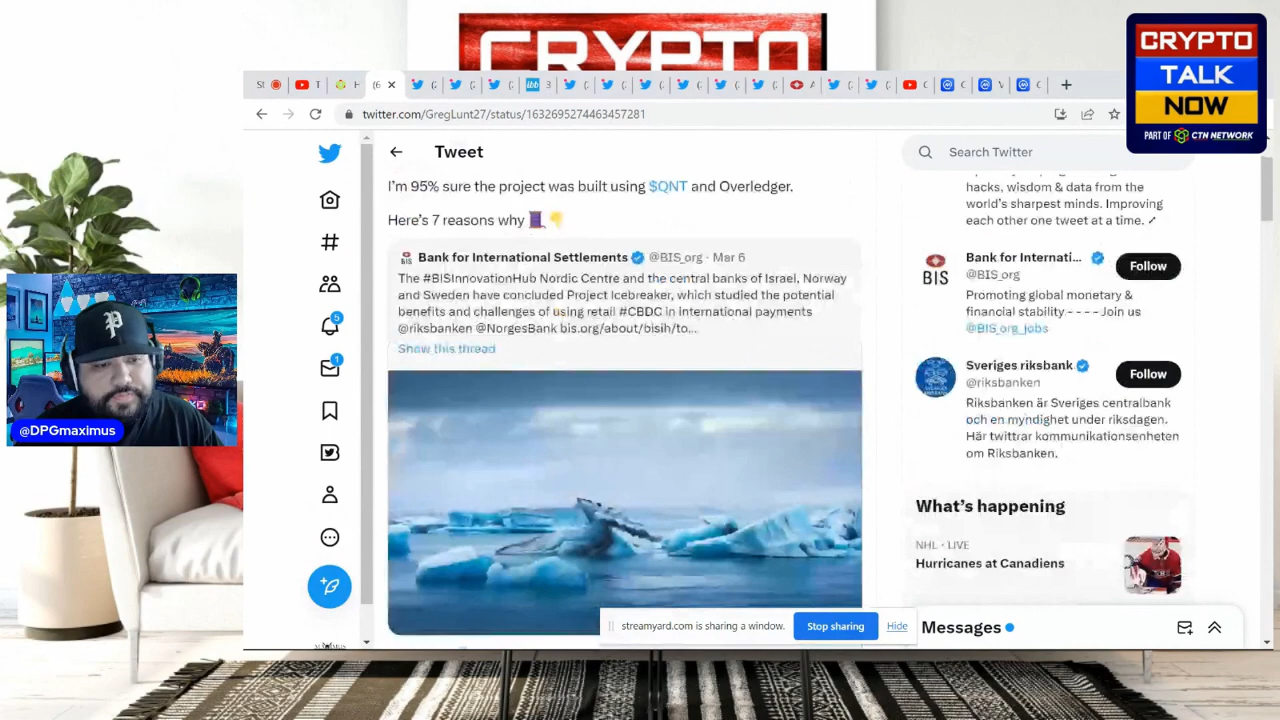 CRYPTO
CRYPTO
TALK
NOW
PART OF CTN NETWORK
twitter.com/GregLunt27/status/1632695274463457281
Tweet
Search Twitter
I'm 95% sure the project was built using $QNT and Overledger.
Here's 7 reasons why
Bank for International Settlements @BIS_org · Mar 6
The #BISInnovationHub Nordic Centre and the central banks of Israel, Norway
and Sweden have concluded Project Icebreaker, which studied the potential
benefits and challenges of using retail #CBDC in international payments
@riksbanken @NorgesBank bis.org/about/bisih/to...
Show this thread
hacks, wisdom & data from the
world's sharpest minds. Improving
each other one tweet at a time.
BIS
Bank for Internati...
@BIS_org
Follow
Promoting global monetary &
financial stability - - - - Join us
@BIS_org_jobs
Sveriges riksbank
@riksbanken
Follow
Riksbanken är Sveriges centralbank
och en myndighet under riksdagen.
Här twittrar kommunikationsenheten
om Riksbanken.
What's happening
NHL · LIVE
Hurricanes at Canadiens
5
1
@DPGmaximus
streamyard.com is sharing a window.
Stop sharing
Hide
Messages